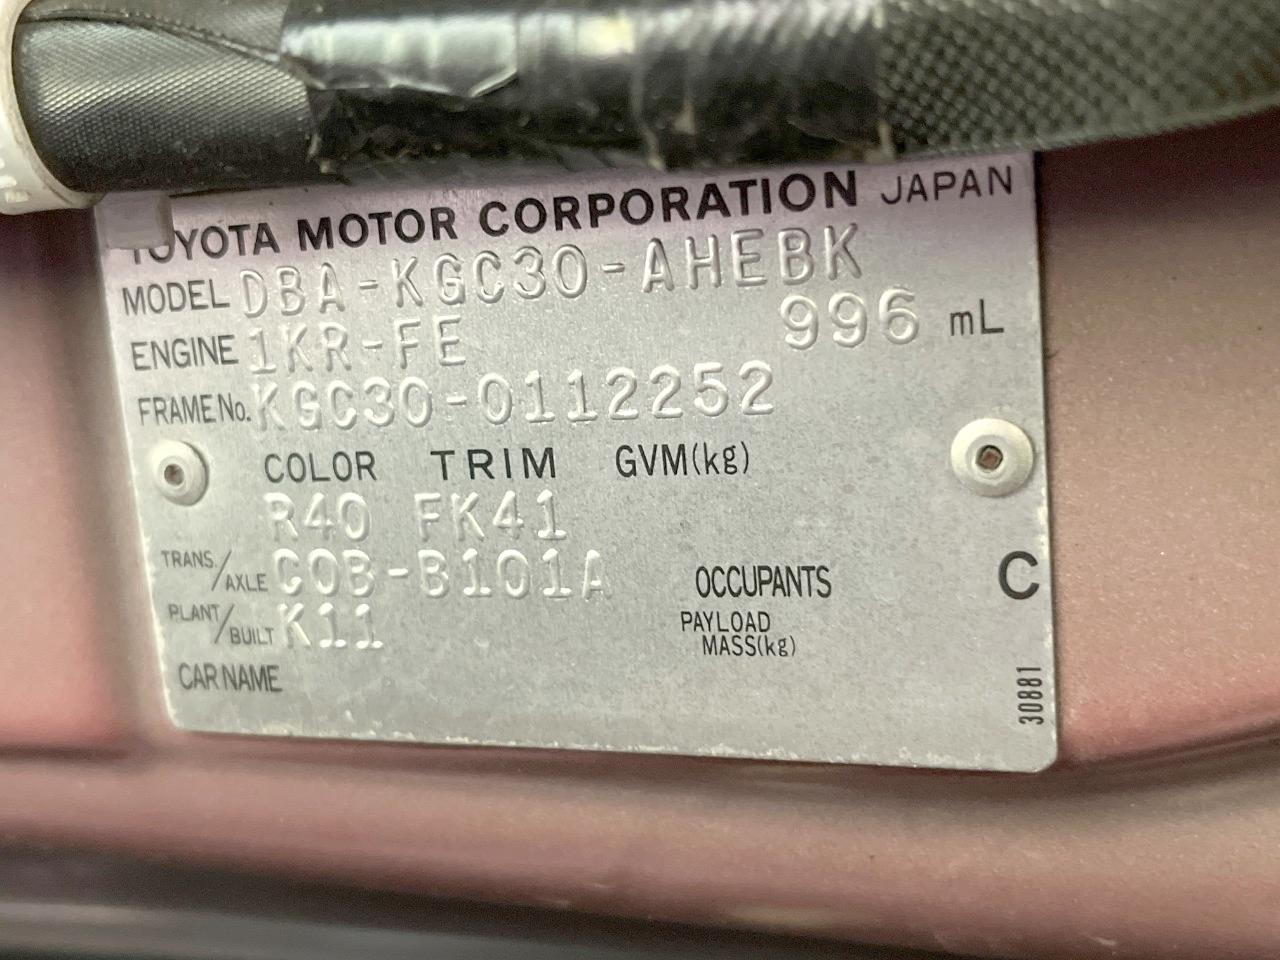 TOYOTA MOTOR CORPORATION JAPAN
MODEL DBA-KGC30-AHEBK
ENGINE 1KR-FE 996 mL
FRAME No. KGC30-0112252
COLOR TRIM GVM(kg)
R40 FK41
TRANS./AXLE C0B-B101A
OCCUPANTS
C
PLANT/BUILT K11
PAYLOAD
MASS(kg)
CAR NAME
30881